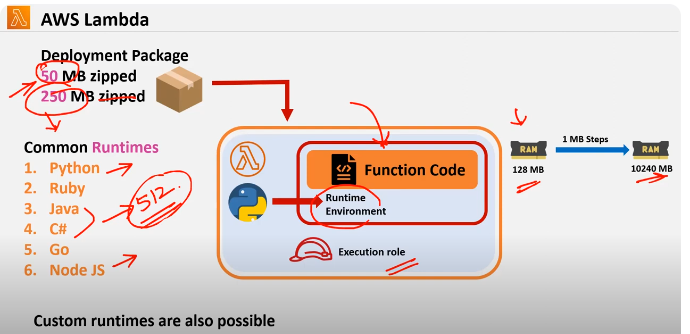 AWS Lambda
Deployment Package
50 MB zipped
250 MB zipped
Common Runtimes
1. Python
2. Ruby
3. Java
4. C#
5. Go
6. Node JS
512
Function Code
Runtime
Environment
Execution role
RAM
128 MB
1 MB Steps
RAM
10240 MB
Custom runtimes are also possible